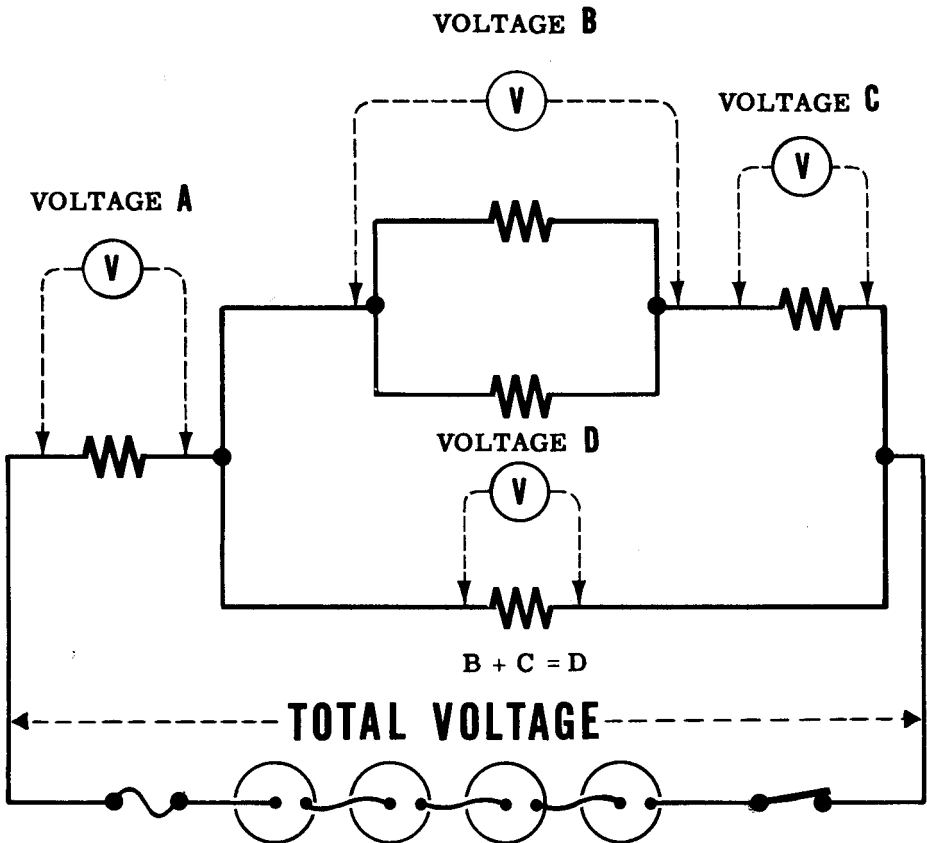 VOLTAGE B
V
VOLTAGE C
V
VOLTAGE A
V
VOLTAGE D
V
B + C = D
TOTAL VOLTAGE